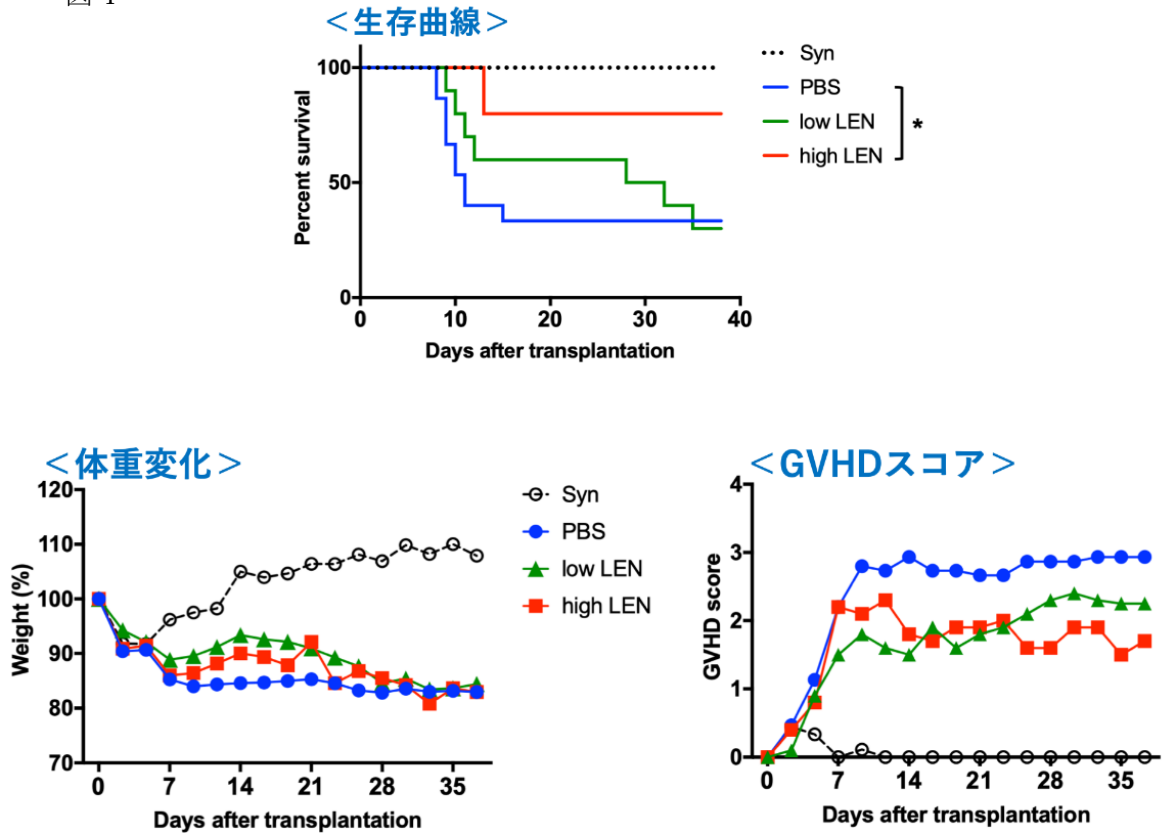 図 1
＜生存曲線＞
100
50
0
Percent survival
0 10 20 30 40
Days after transplantation
Syn
PBS
low LEN
high LEN
*
＜体重変化＞
120
110
100
90
80
70
Weight (%)
0 7 14 21 28 35
Days after transplantation
Syn
PBS
low LEN
high LEN
＜GVHDスコア＞
4
3
2
1
0
GVHD score
0 7 14 21 28 35
Days after transplantation